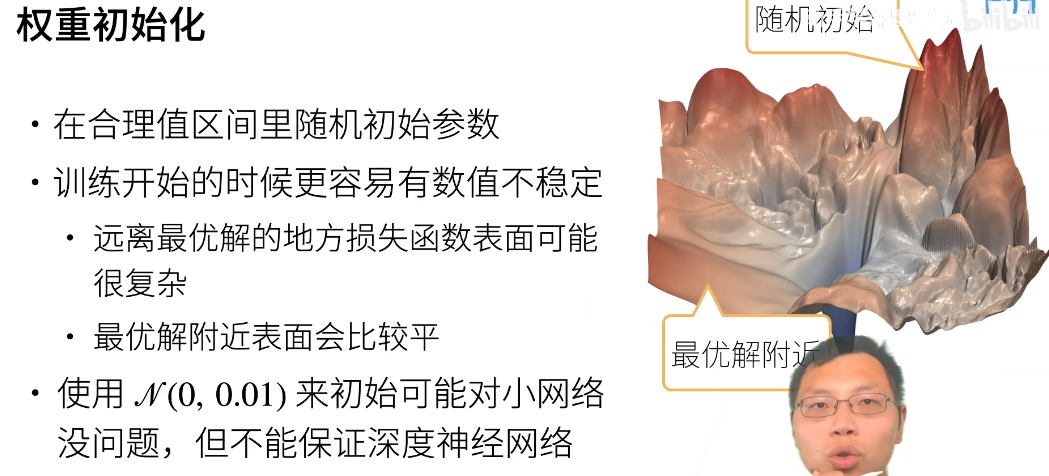 权重初始化
随机初始
• 在合理值区间里随机初始参数
• 训练开始的时候更容易有数值不稳定
• 远离最优解的地方损失函数表面可能
很复杂
• 最优解附近表面会比较平
最优解附近
• 使用 𝒩(0, 0.01) 来初始可能对小网络
没问题，但不能保证深度神经网络
bilibili